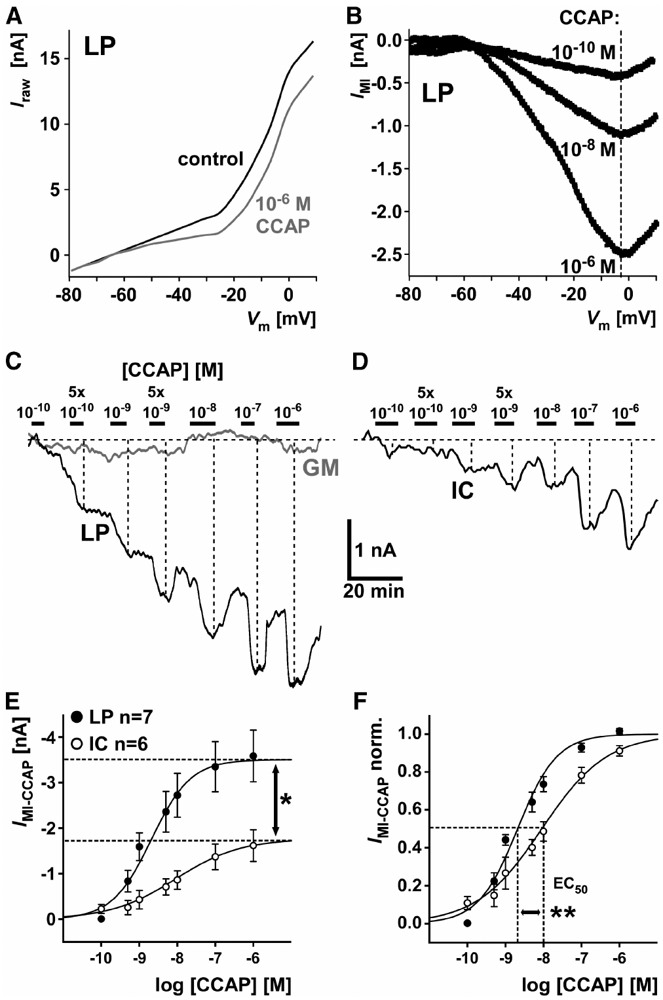 A
LP
I raw [nA]
15
10
5
0
control
10-6 M
CCAP
-80 -60 -40 -20 0
Vm [mV]
B
CCAP:
IMI [nA]
0.0
-0.5
-1.0
-1.5
-2.0
-2.5
10-10 M
LP
10-8 M
10-6 M
-80 -60 -40 -20 0
Vm [mV]
C
[CCAP] [M]
5x 5x
10-10 10-10 10-9 10-9 10-8 10-7 10-6
GM
LP
D
5x 5x
10-10 10-10 10-9 10-9 10-8 10-7 10-6
IC
1 nA
20 min
E
LP n=7
IC n=6
IMI-CCAP [nA]
-4
-3
-2
-1
0
*
-10 -9 -8 -7 -6
log [CCAP] [M]
F
IMI-CCAP norm.
1.0
0.8
0.6
0.4
0.2
0.0
EC50
**
-10 -9 -8 -7 -6
log [CCAP] [M]